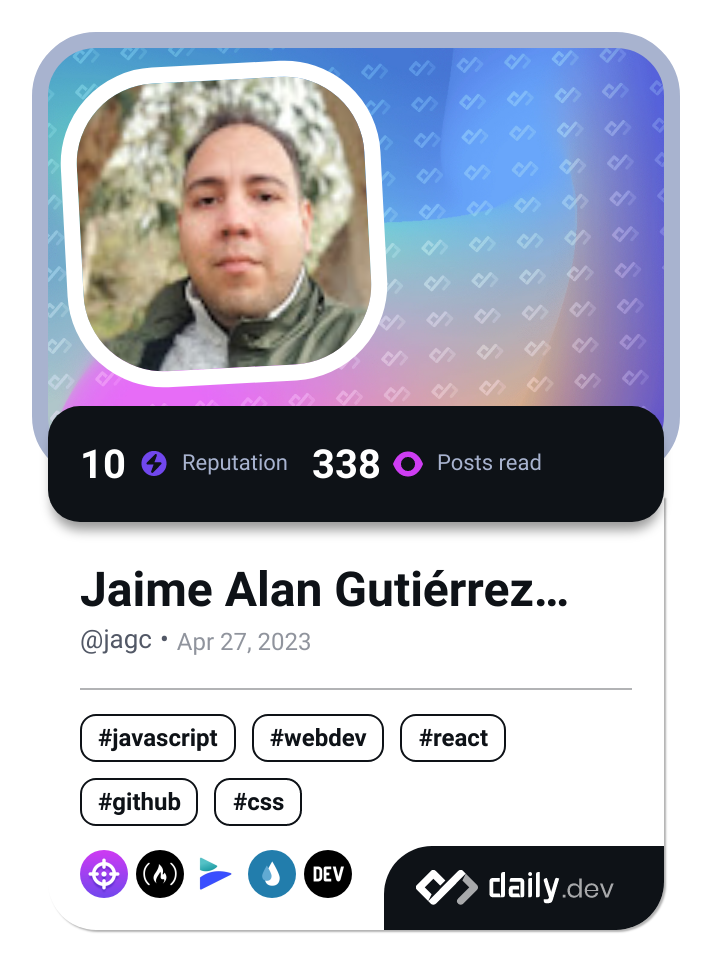 10 Reputation 338 Posts read
Jaime Alan Gutiérrez...
@jagc • Apr 27, 2023
#javascript #webdev #react
#github #css
DEV
daily.dev